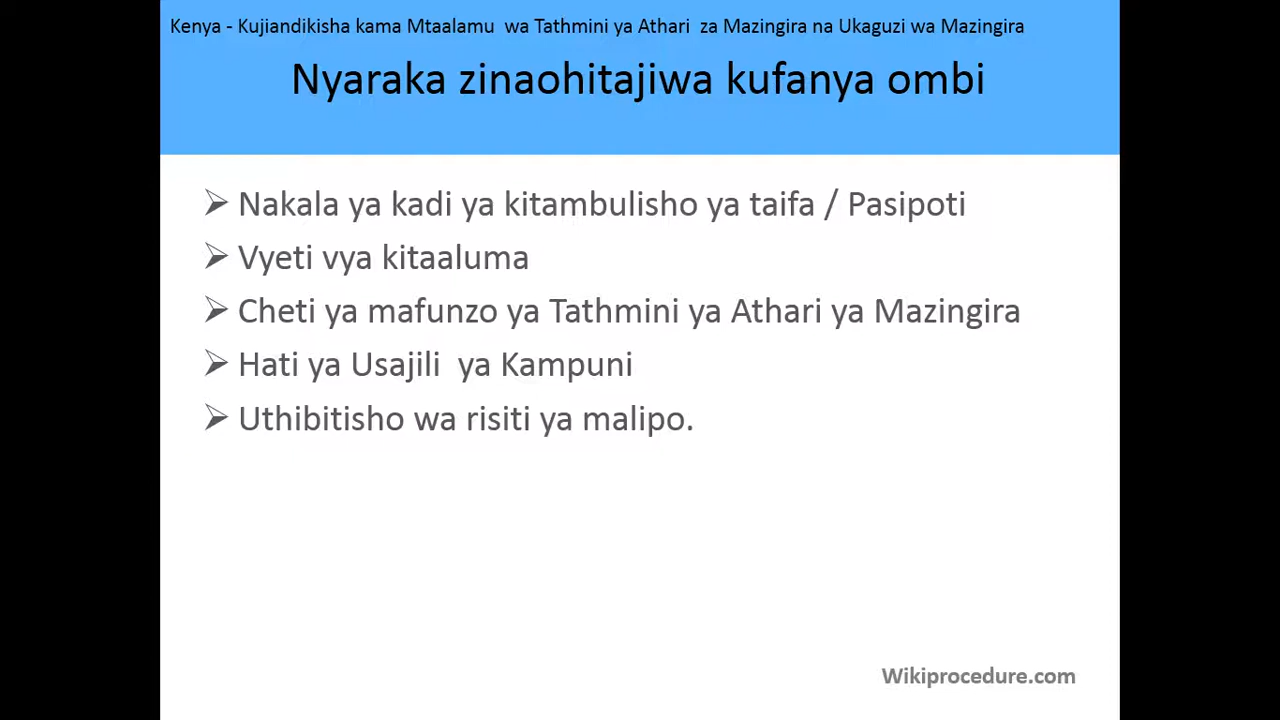 Kenya - Kujiandikisha kama Mtaalamu wa Tathmini ya Athari za Mazingira na Ukaguzi wa Mazingira
Nyaraka zinaohitajiwa kufanya ombi
Nakala ya kadi ya kitambulisho ya taifa / Pasipoti
Vyeti vya kitaaluma
Cheti ya mafunzo ya Tathmini ya Athari ya Mazingira
Hati ya Usajili ya Kampuni
Uthibitisho wa risiti ya malipo.
Wikiprocedure.com